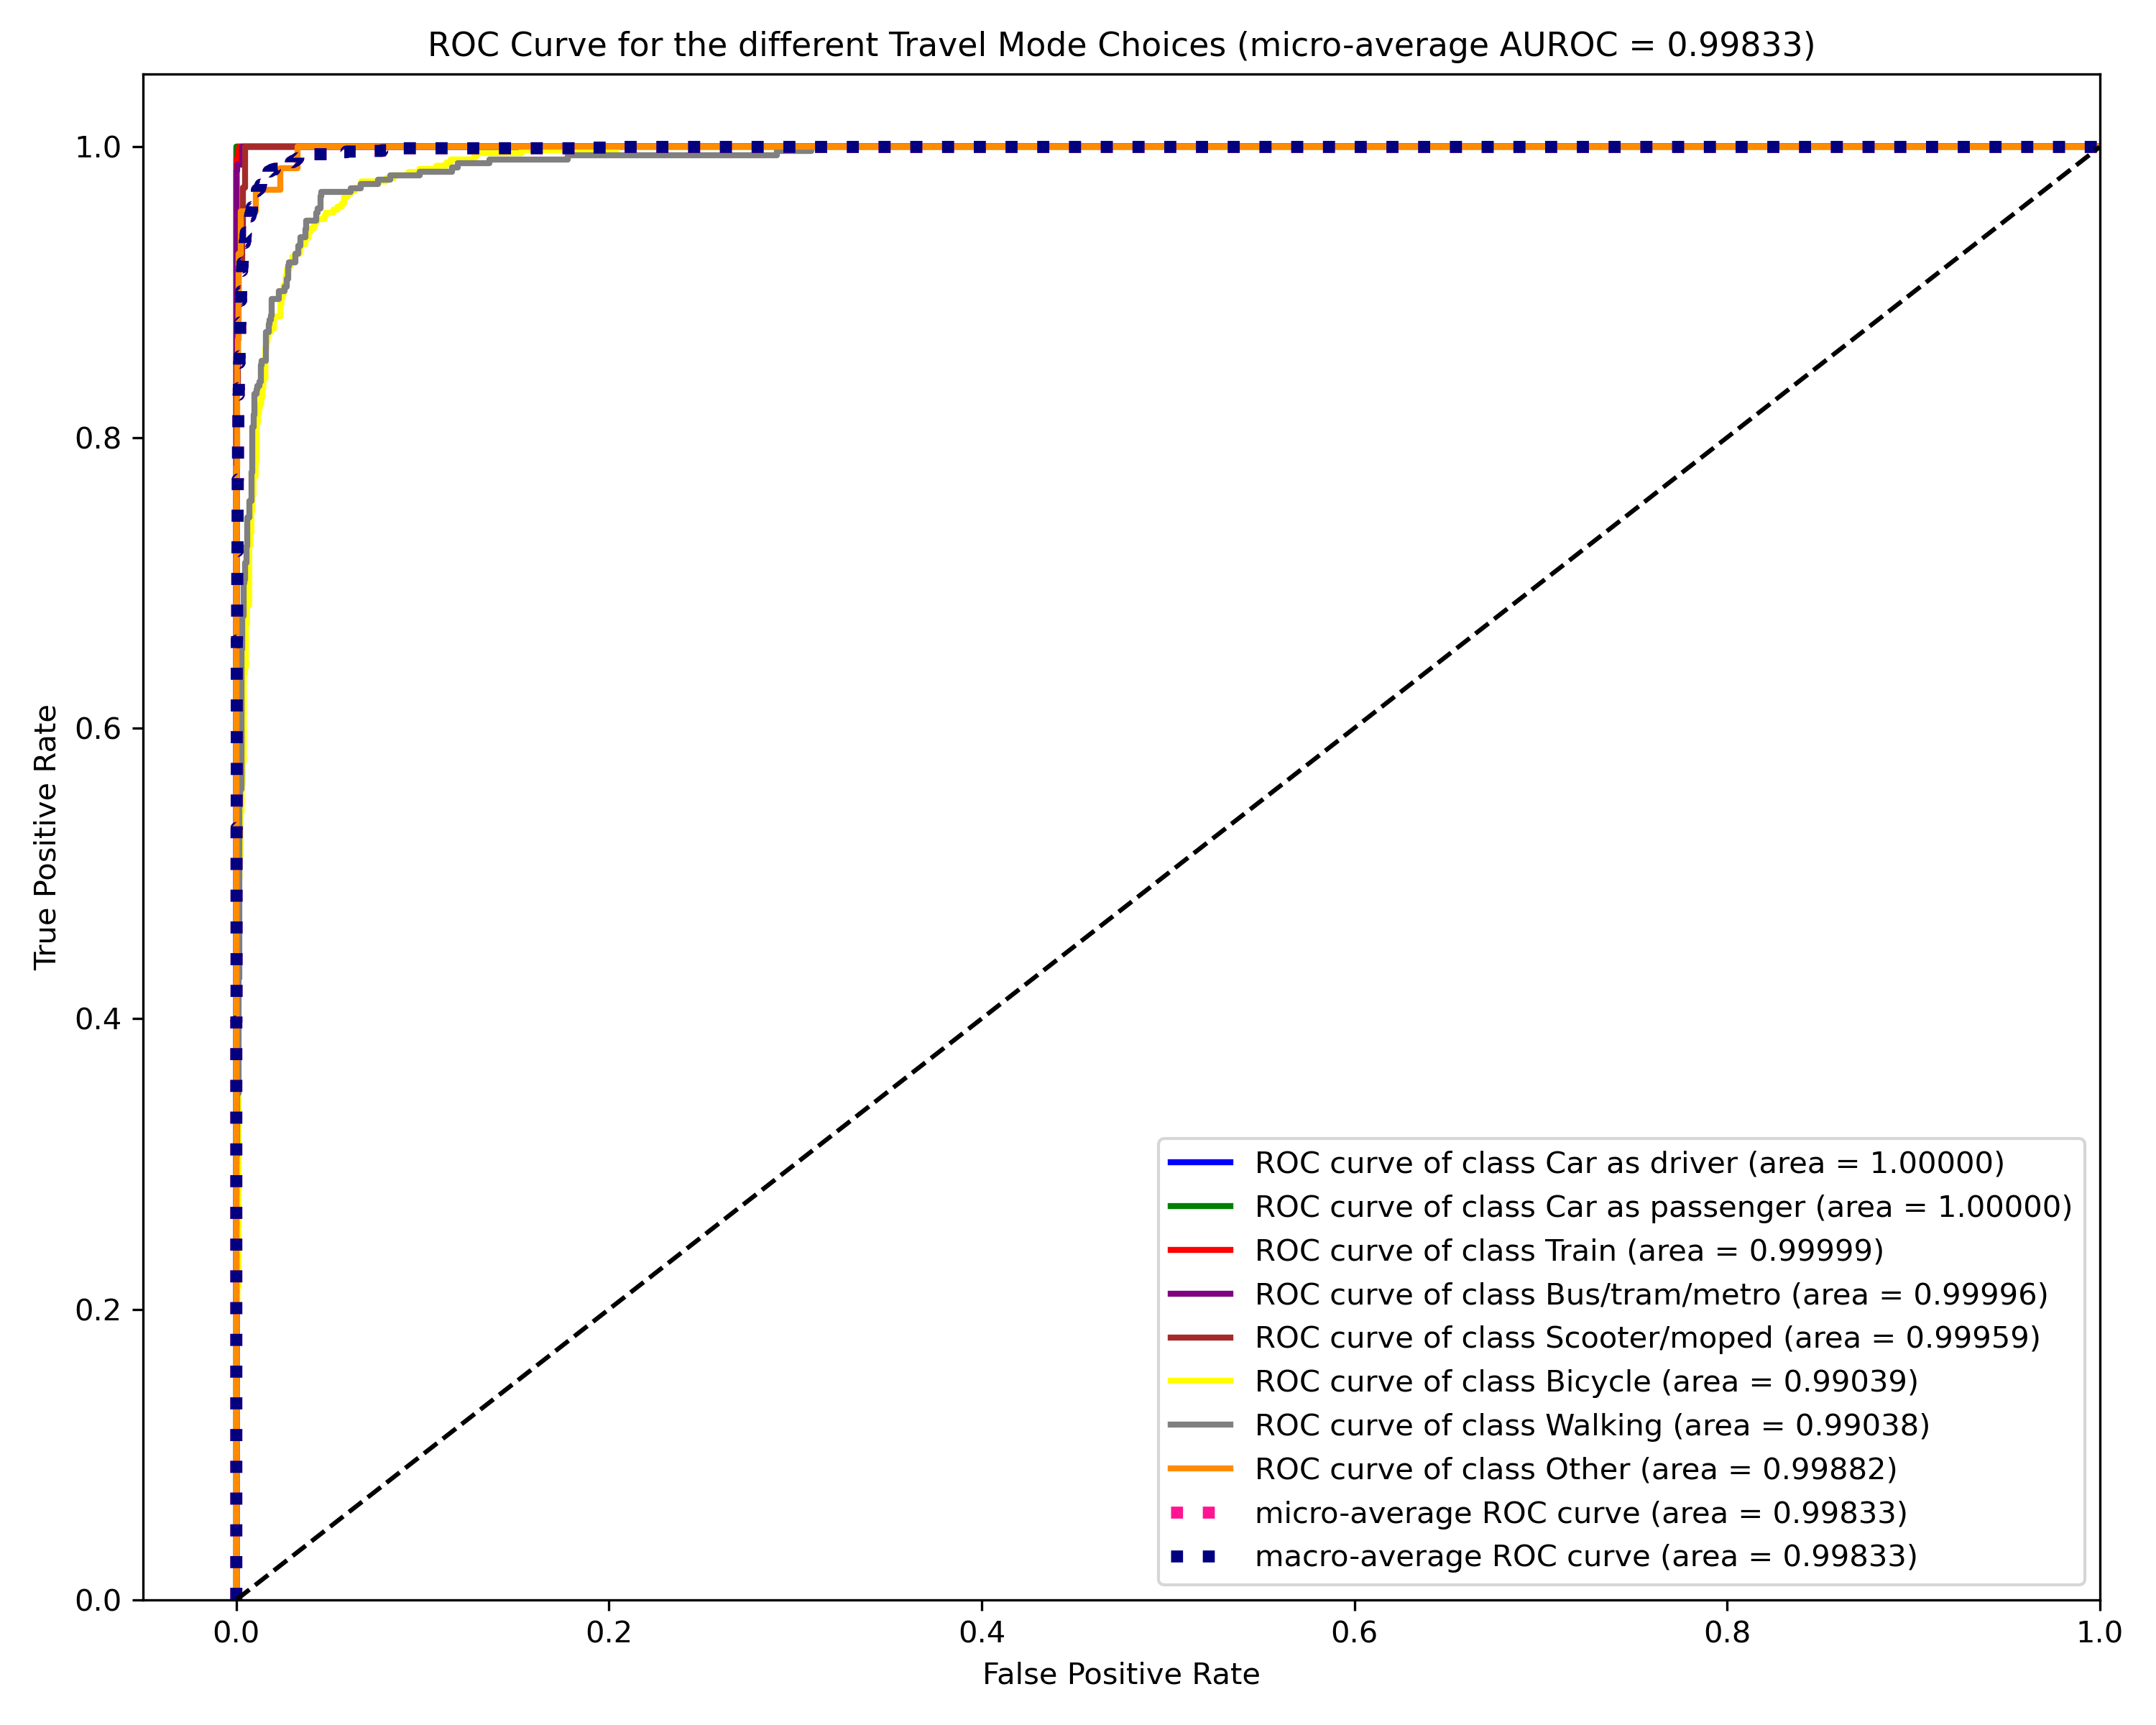 ROC Curve for the different Travel Mode Choices (micro-average AUROC = 0.99833)
True Positive Rate
1.0
0.8
0.6
0.4
0.2
0.0
ROC curve of class Car as driver (area = 1.00000)
ROC curve of class Car as passenger (area = 1.00000)
ROC curve of class Train (area = 0.99999)
ROC curve of class Bus/tram/metro (area = 0.99996)
ROC curve of class Scooter/moped (area = 0.99959)
ROC curve of class Bicycle (area = 0.99039)
ROC curve of class Walking (area = 0.99038)
ROC curve of class Other (area = 0.99882)
micro-average ROC curve (area = 0.99833)
macro-average ROC curve (area = 0.99833)
0.0 0.2 0.4 0.6 0.8 1.0
False Positive Rate